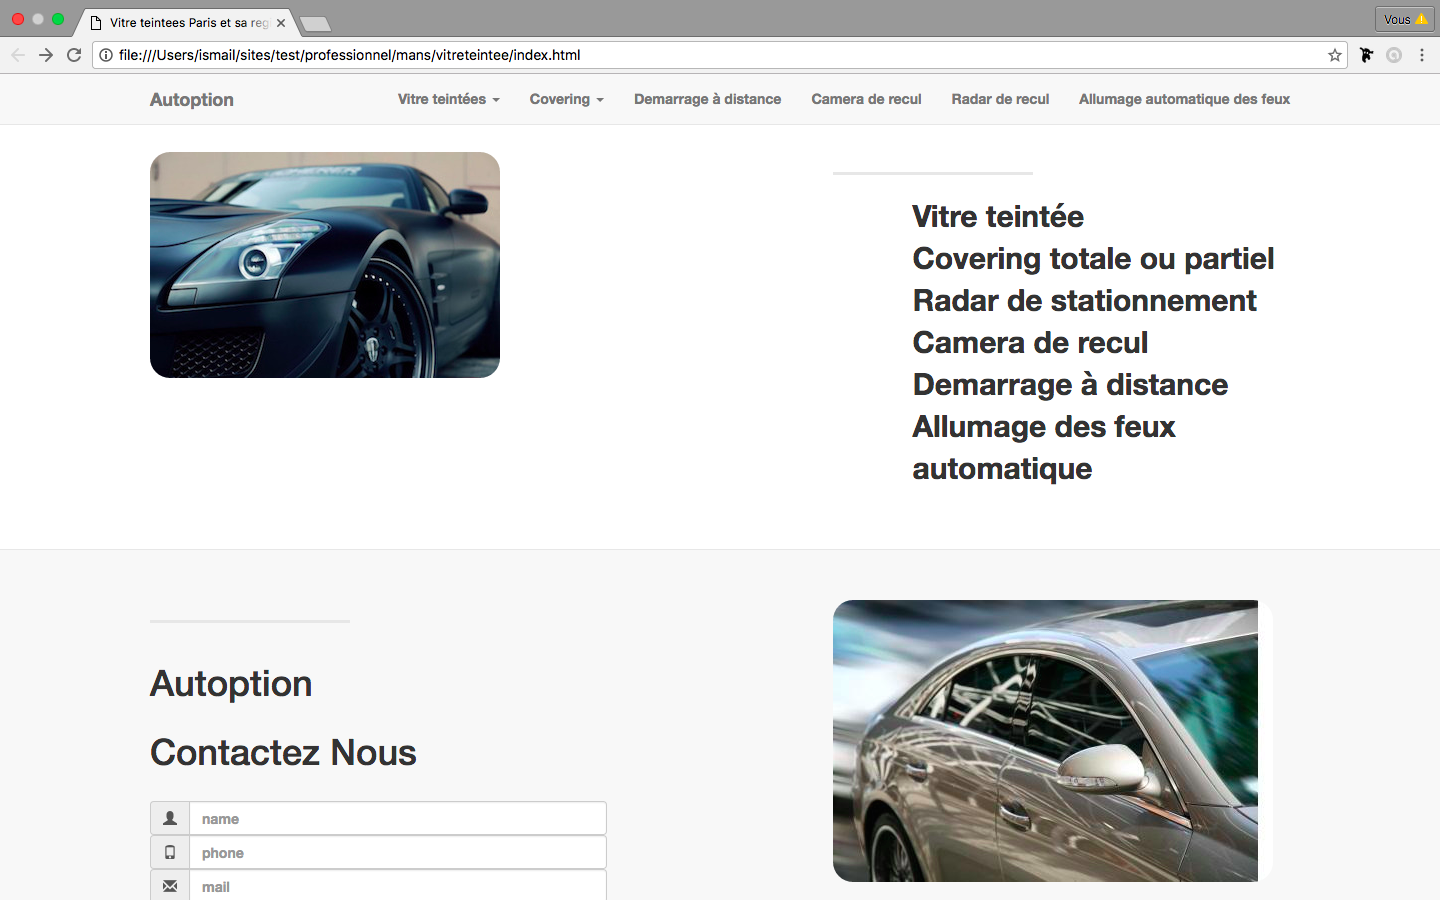 Vitre teintees Paris et sa reg
Vous
file:///Users/ismail/sites/test/professionnel/mans/vitreteintee/index.html
Autoption Vitre teintées Covering Demarrage à distance Camera de recul Radar de recul Allumage automatique des feux
Vitre teintée
Covering totale ou partiel
Radar de stationnement
Camera de recul
Demarrage à distance
Allumage des feux
automatique
Autoption
Contactez Nous
name
phone
mail